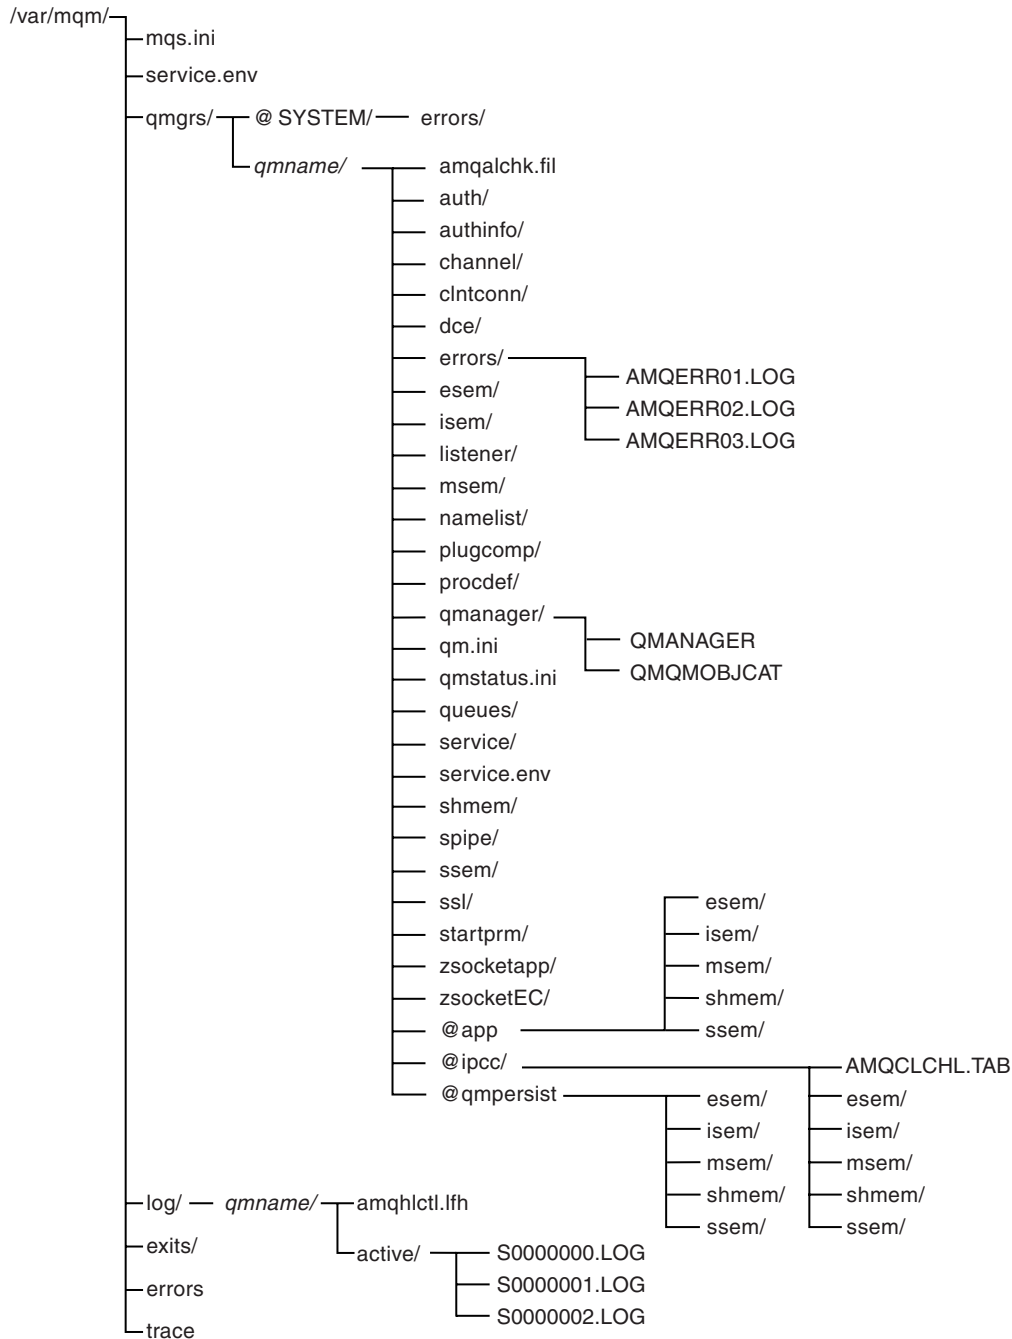 /var/mqm/
mqs.ini
service.env
qmgrs/ @ SYSTEM/ errors/
qmname/ amqalchk.fil
auth/
authinfo/
channel/
clntconn/
dce/
errors/
AMQERR01.LOG
AMQERR02.LOG
AMQERR03.LOG
esem/
isem/
listener/
msem/
namelist/
plugcomp/
procdef/
qmanager/
QMANAGER
QMQMOBJCAT
qm.ini
qmstatus.ini
queues/
service/
service.env
shmem/
spipe/
ssem/
ssl/
startprm/
zsocketapp/
zsocketEC/
@app
esem/
isem/
msem/
shmem/
ssem/
@ipcc/
AMQCLCHL.TAB
esem/
isem/
msem/
shmem/
ssem/
@qmpersist
esem/
isem/
msem/
shmem/
ssem/
log/ qmname/ amqhlctl.lfh
active/
S0000000.LOG
S0000001.LOG
S0000002.LOG
exits/
errors
trace